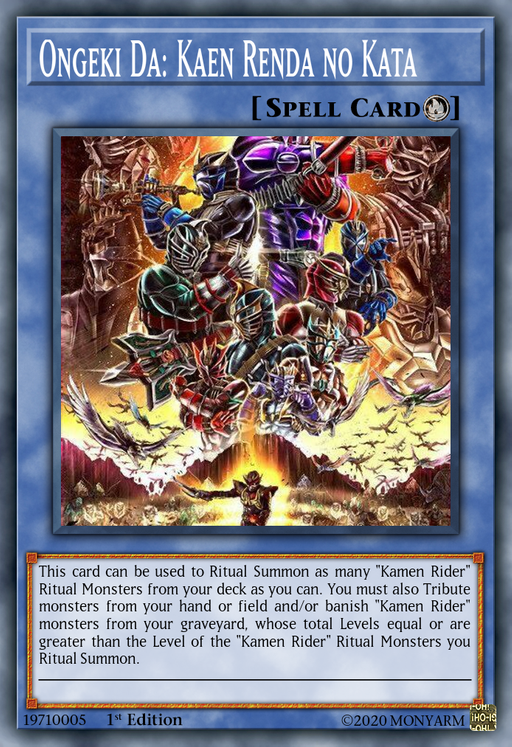 Ongeki Da: Kaen Renda no Kata
[Spell Card]
This card can be used to Ritual Summon as many "Kamen Rider"
Ritual Monsters from your deck as you can. You must also Tribute
monsters from your hand or field and/or banish "Kamen Rider"
monsters from your graveyard, whose total Levels equal or are
greater than the Level of the "Kamen Rider" Ritual Monsters you
Ritual Summon.
19710005 1st Edition ©2020 MONYARM